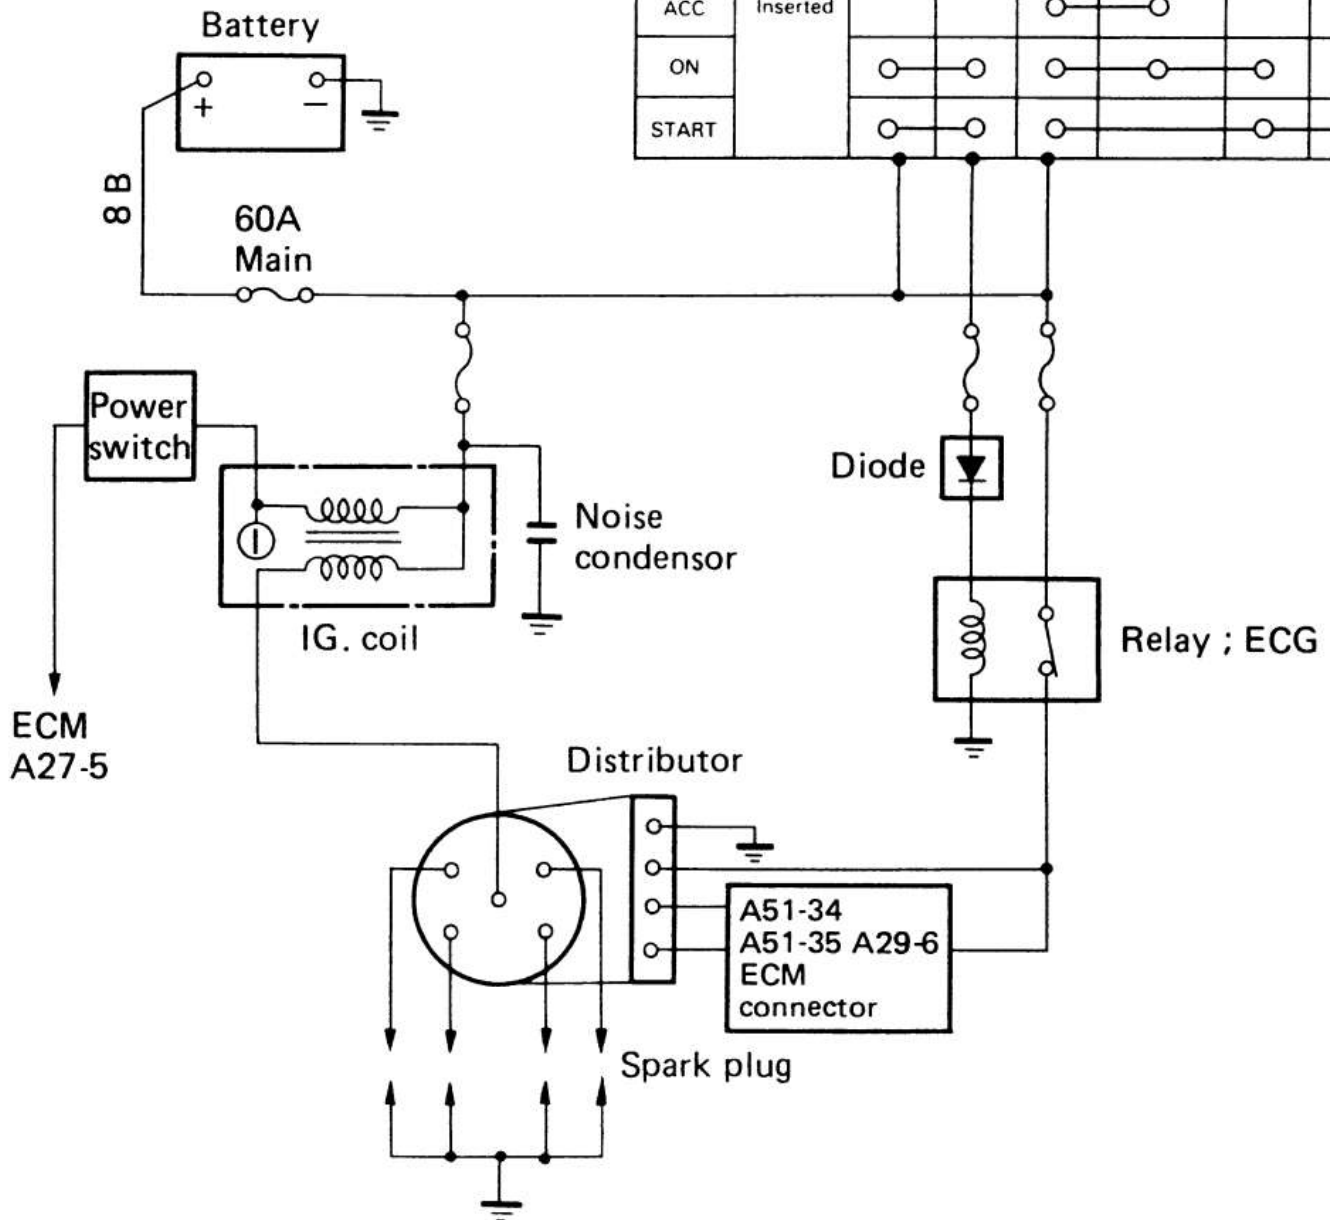 ACC
Inserted
ON
START
Battery
+
−
8 B
60A
Main
Power
switch
Diode
Noise
condensor
IG. coil
Relay ; ECG
ECM
A27-5
Distributor
A51-34
A51-35 A29-6
ECM
connector
Spark plug